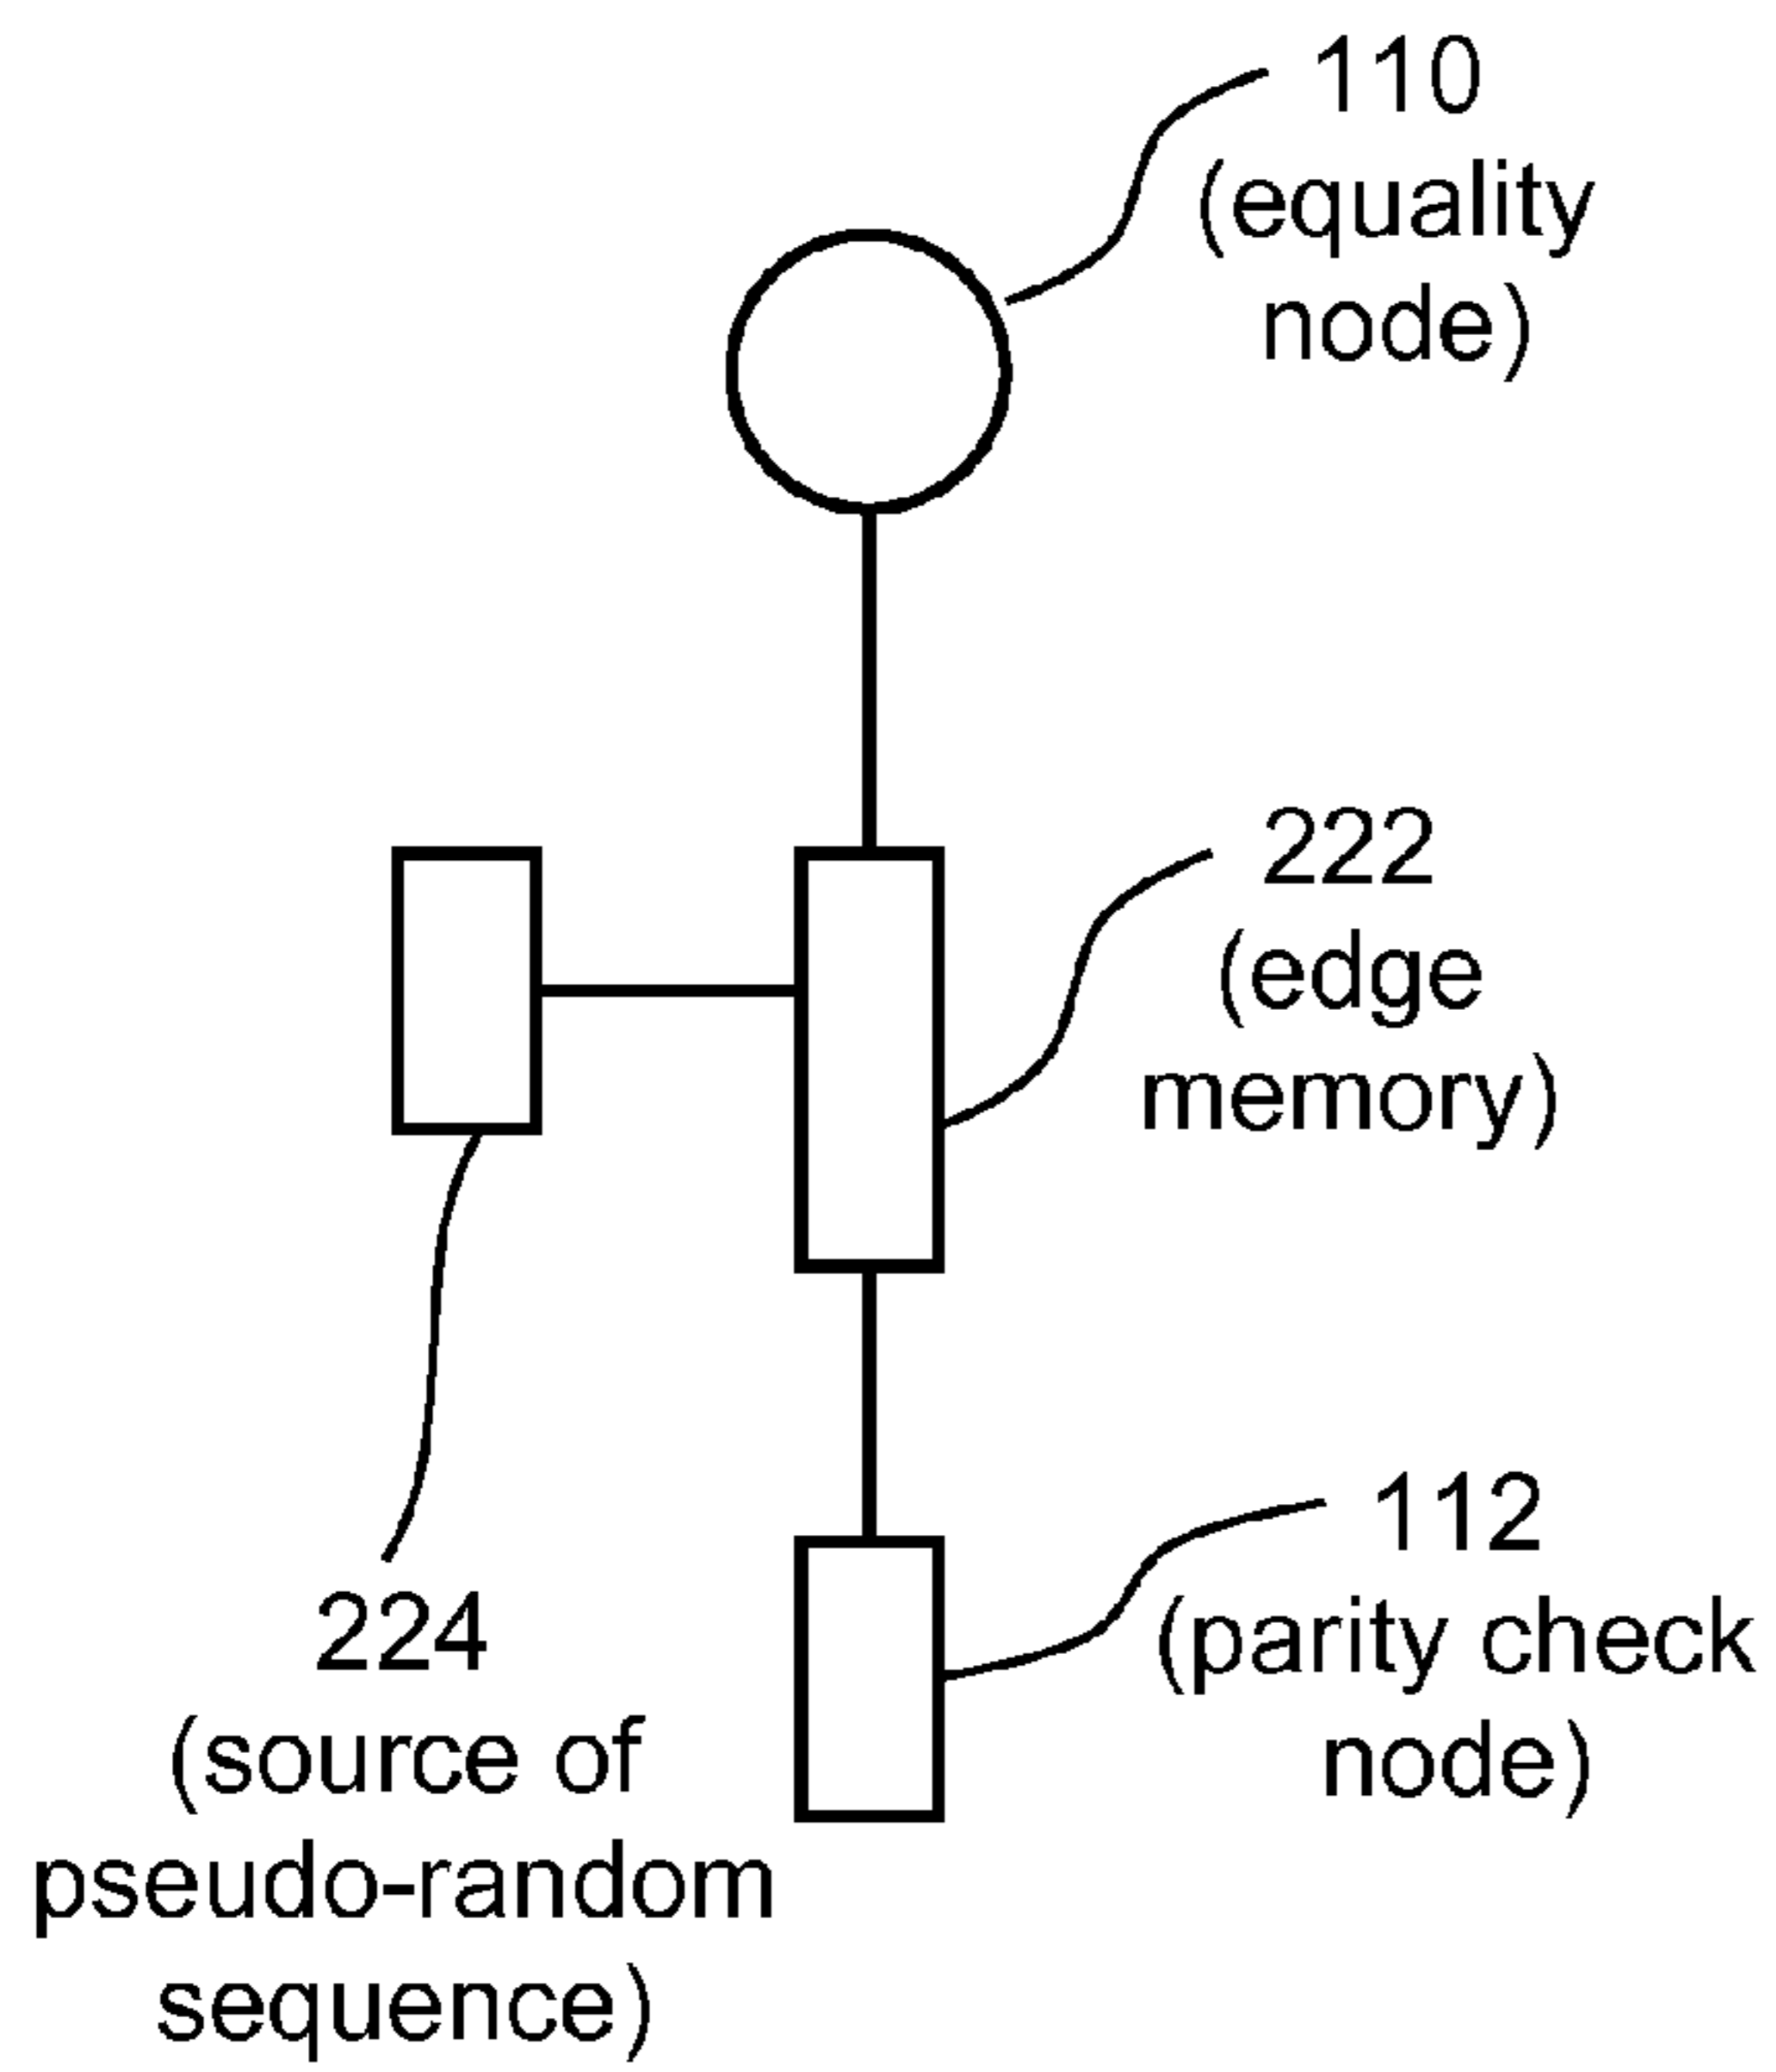 110
(equality
node)
222
(edge
memory)
112
(parity check
node)
224
(source of
pseudo-random
sequence)